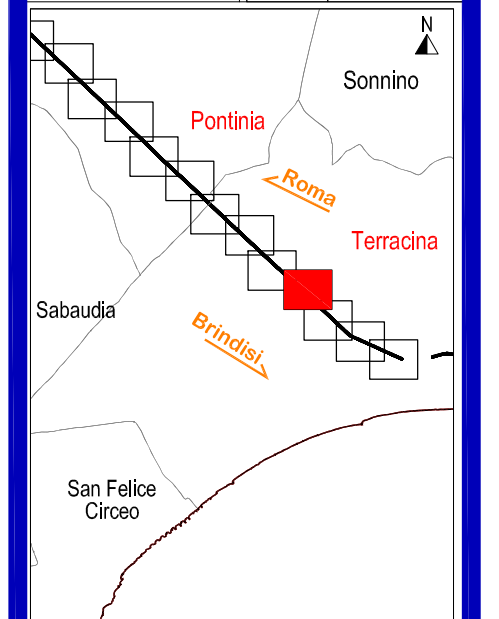 N
Sonnino
Pontinia
Roma
Terracina
Sabaudia
Brindisi
San Felice
Circeo